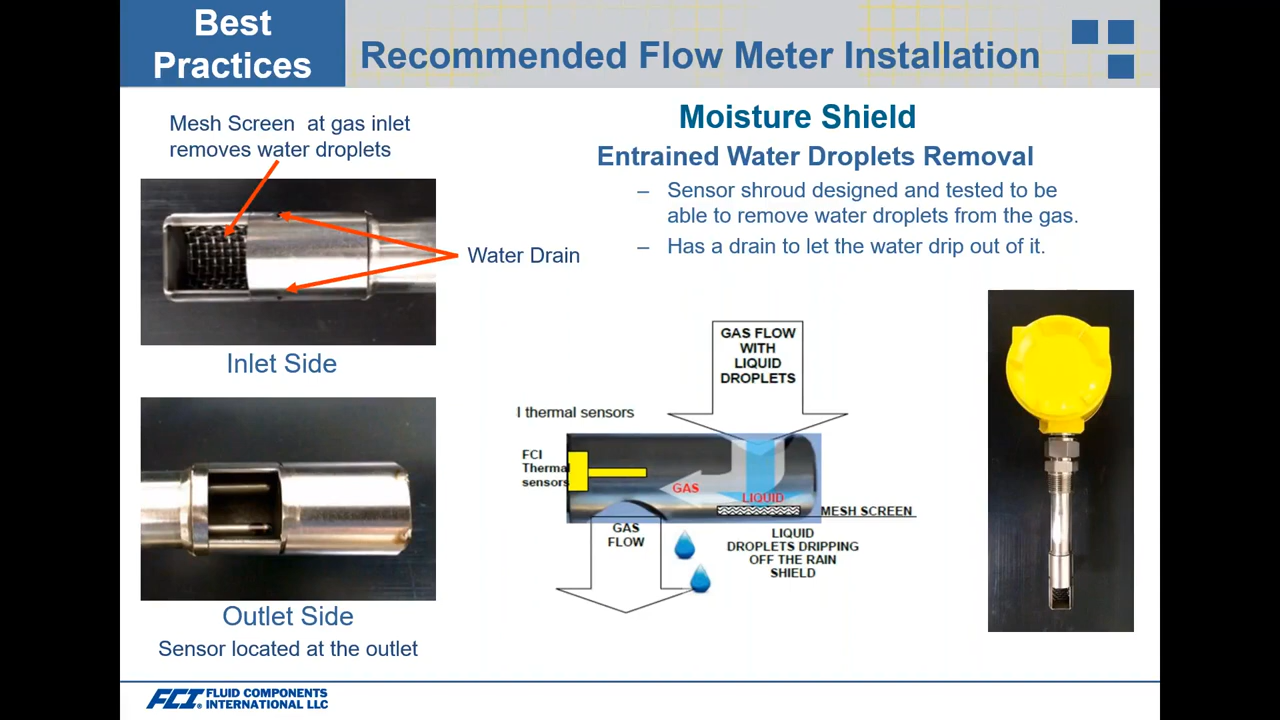 Best
Practices
Recommended Flow Meter Installation
Mesh Screen at gas inlet
removes water droplets
Water Drain
Inlet Side
Outlet Side
Sensor located at the outlet
Moisture Shield
Entrained Water Droplets Removal
– Sensor shroud designed and tested to be
able to remove water droplets from the gas.
– Has a drain to let the water drip out of it.
GAS FLOW
WITH
LIQUID
DROPLETS
l thermal sensors
FCI
Thermal
sensors
GAS
LIQUID
MESH SCREEN
GAS
FLOW
LIQUID
DROPLETS DRIPPING
OFF THE RAIN
SHIELD
FCI® FLUID COMPONENTS
INTERNATIONAL LLC